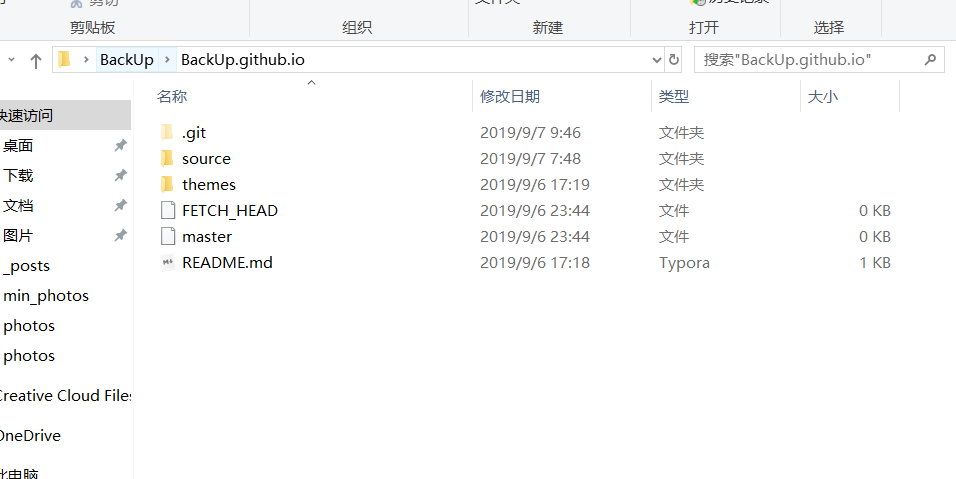 剪切
剪贴板 组织 新建 打开 选择
BackUp › BackUp.github.io 搜索"BackUp.github.io"
名称 修改日期 类型 大小
快速访问
桌面
下载
文档
图片
_posts
min_photos
photos
photos
Creative Cloud Files
OneDrive
此电脑
.git 2019/9/7 9:46 文件夹
source 2019/9/7 7:48 文件夹
themes 2019/9/6 17:19 文件夹
FETCH_HEAD 2019/9/6 23:44 文件 0 KB
master 2019/9/6 23:44 文件 0 KB
README.md 2019/9/6 17:18 Typora 1 KB